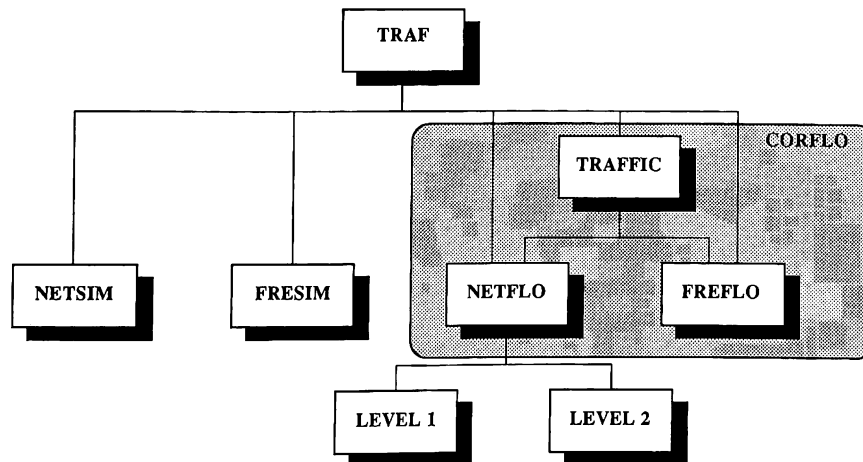 TRAF
CORFLO
TRAFFIC
NETSIM
FRESIM
NETFLO
FREFLO
LEVEL 1
LEVEL 2